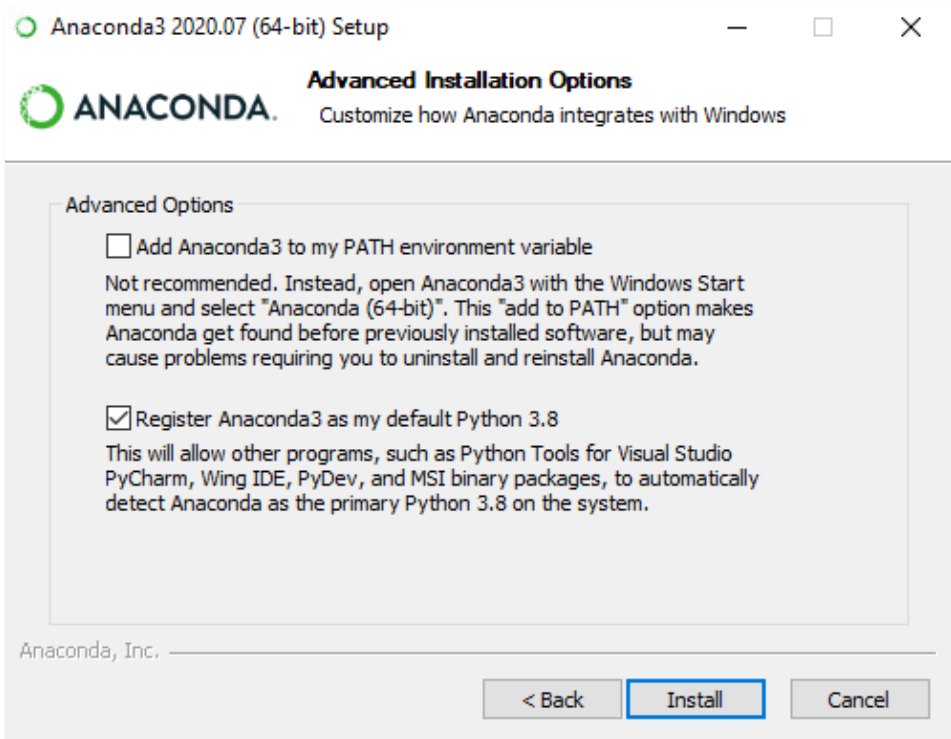 Anaconda3 2020.07 (64-bit) Setup
ANACONDA.
Advanced Installation Options
Customize how Anaconda integrates with Windows
Advanced Options
Add Anaconda3 to my PATH environment variable
Not recommended. Instead, open Anaconda3 with the Windows Start
menu and select "Anaconda (64-bit)". This "add to PATH" option makes
Anaconda get found before previously installed software, but may
cause problems requiring you to uninstall and reinstall Anaconda.
Register Anaconda3 as my default Python 3.8
This will allow other programs, such as Python Tools for Visual Studio
PyCharm, Wing IDE, PyDev, and MSI binary packages, to automatically
detect Anaconda as the primary Python 3.8 on the system.
Anaconda, Inc.
< Back
Install
Cancel